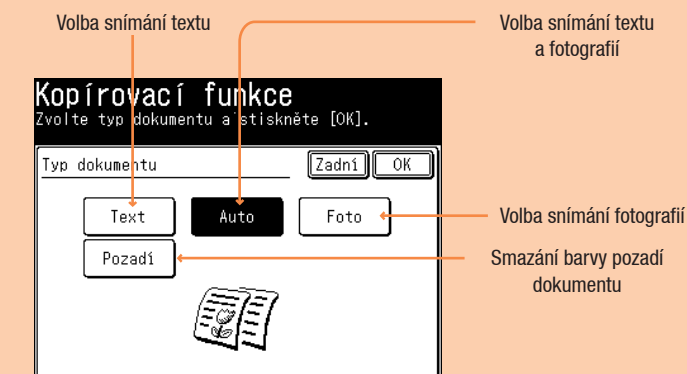 Volba snímání textu
Volba snímání textu
a fotografií
Kopírovací funkce
Zvolte typ dokumentu a stiskněte [OK].
Typ dokumentu
Zadní
OK
Text
Auto
Foto
Volba snímání fotografií
Pozadí
Smazání barvy pozadí
dokumentu